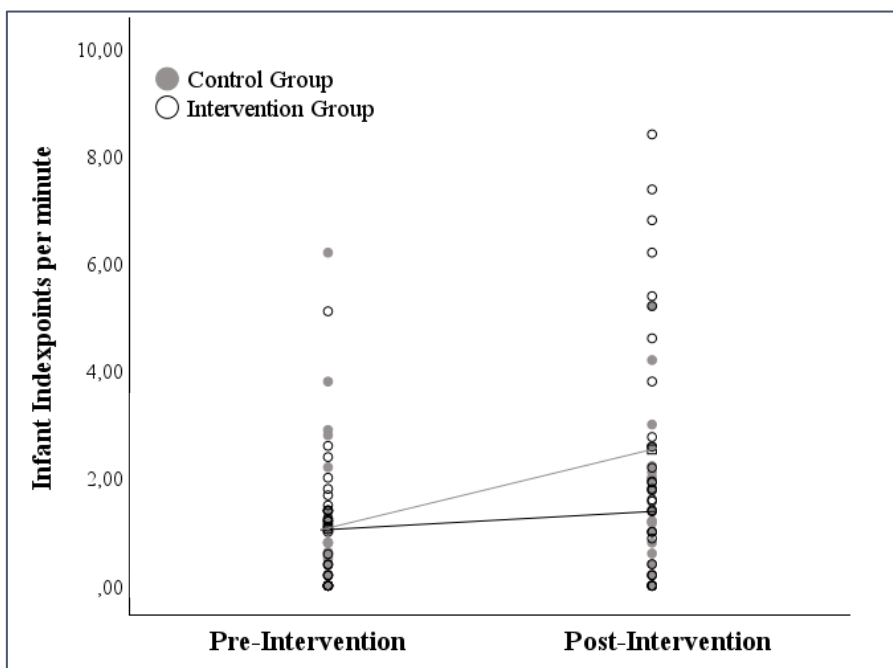 10,00
Control Group
Intervention Group
8,00
6,00
4,00
2,00
,00
Infant Indexpoints per minute
Pre-Intervention
Post-Intervention